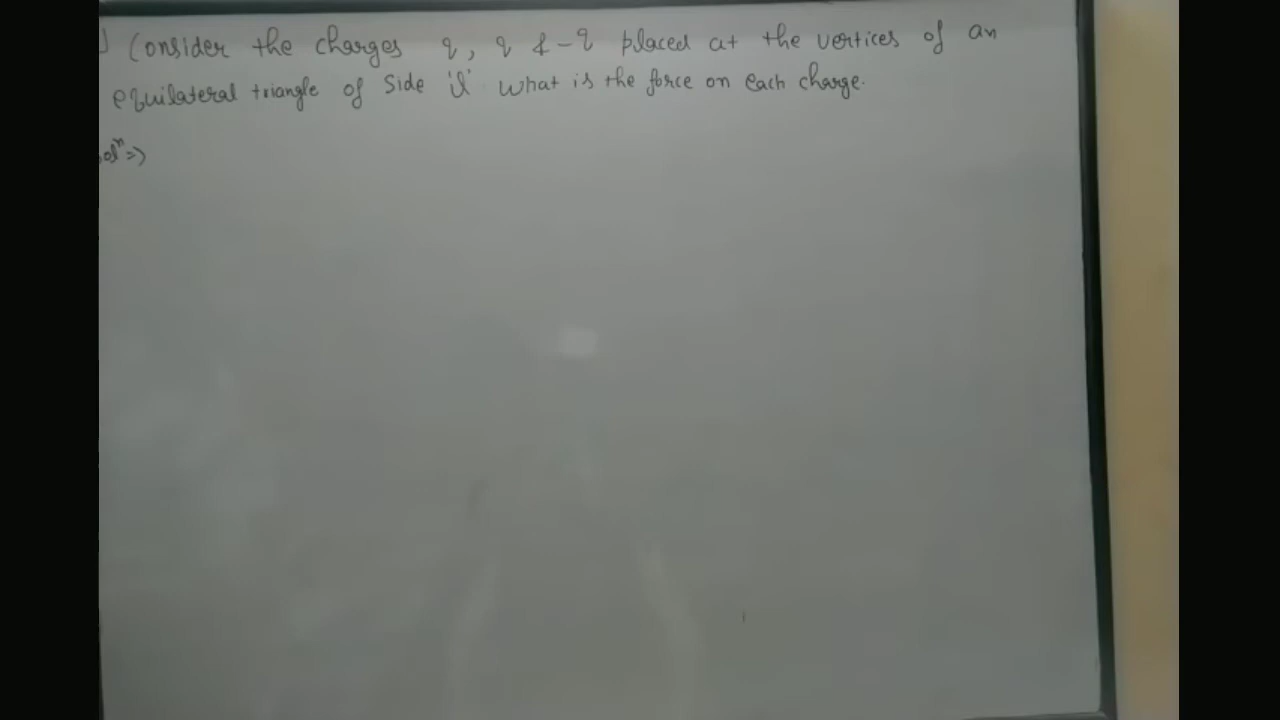 ) Consider the charges q, q & -q placed at the vertices of an
equilateral triangle of side 'l' what is the force on each charge.
solⁿ =>